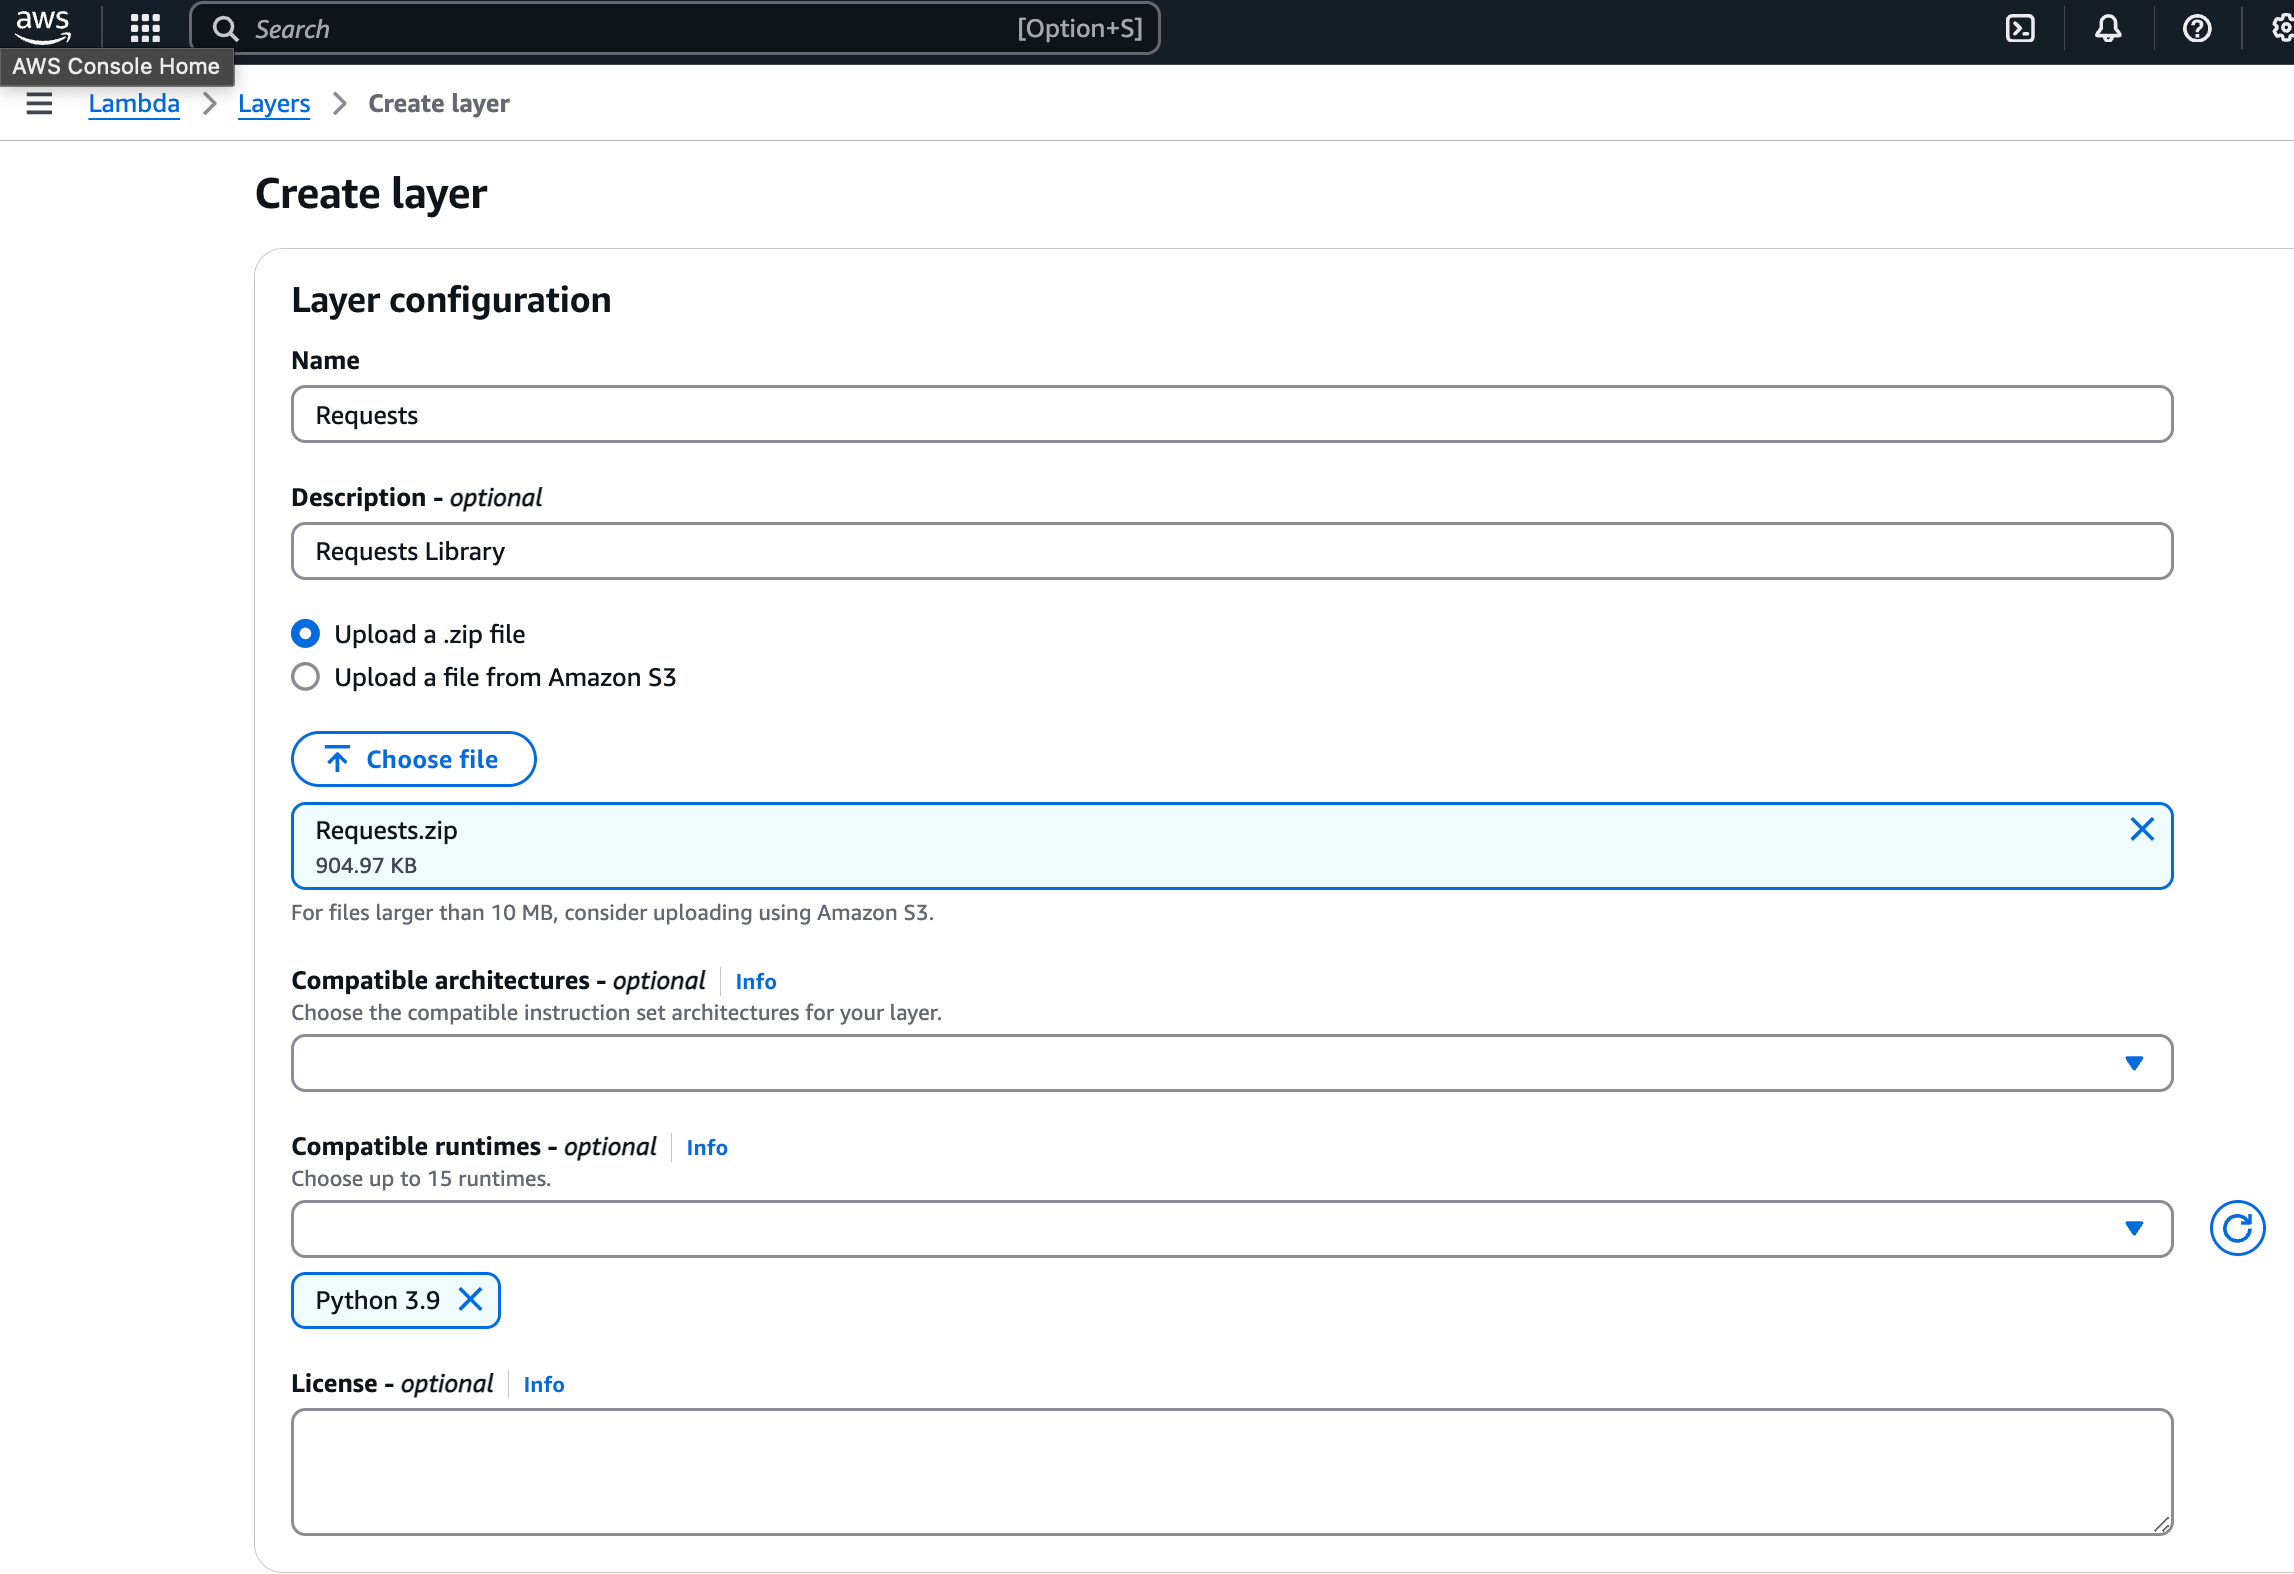 aws
Search [Option+S]
AWS Console Home
Lambda > Layers > Create layer
Create layer
Layer configuration
Name
Requests
Description - optional
Requests Library
Upload a .zip file
Upload a file from Amazon S3
Choose file
Requests.zip
904.97 KB
For files larger than 10 MB, consider uploading using Amazon S3.
Compatible architectures - optional Info
Choose the compatible instruction set architectures for your layer.
Compatible runtimes - optional Info
Choose up to 15 runtimes.
Python 3.9
License - optional Info